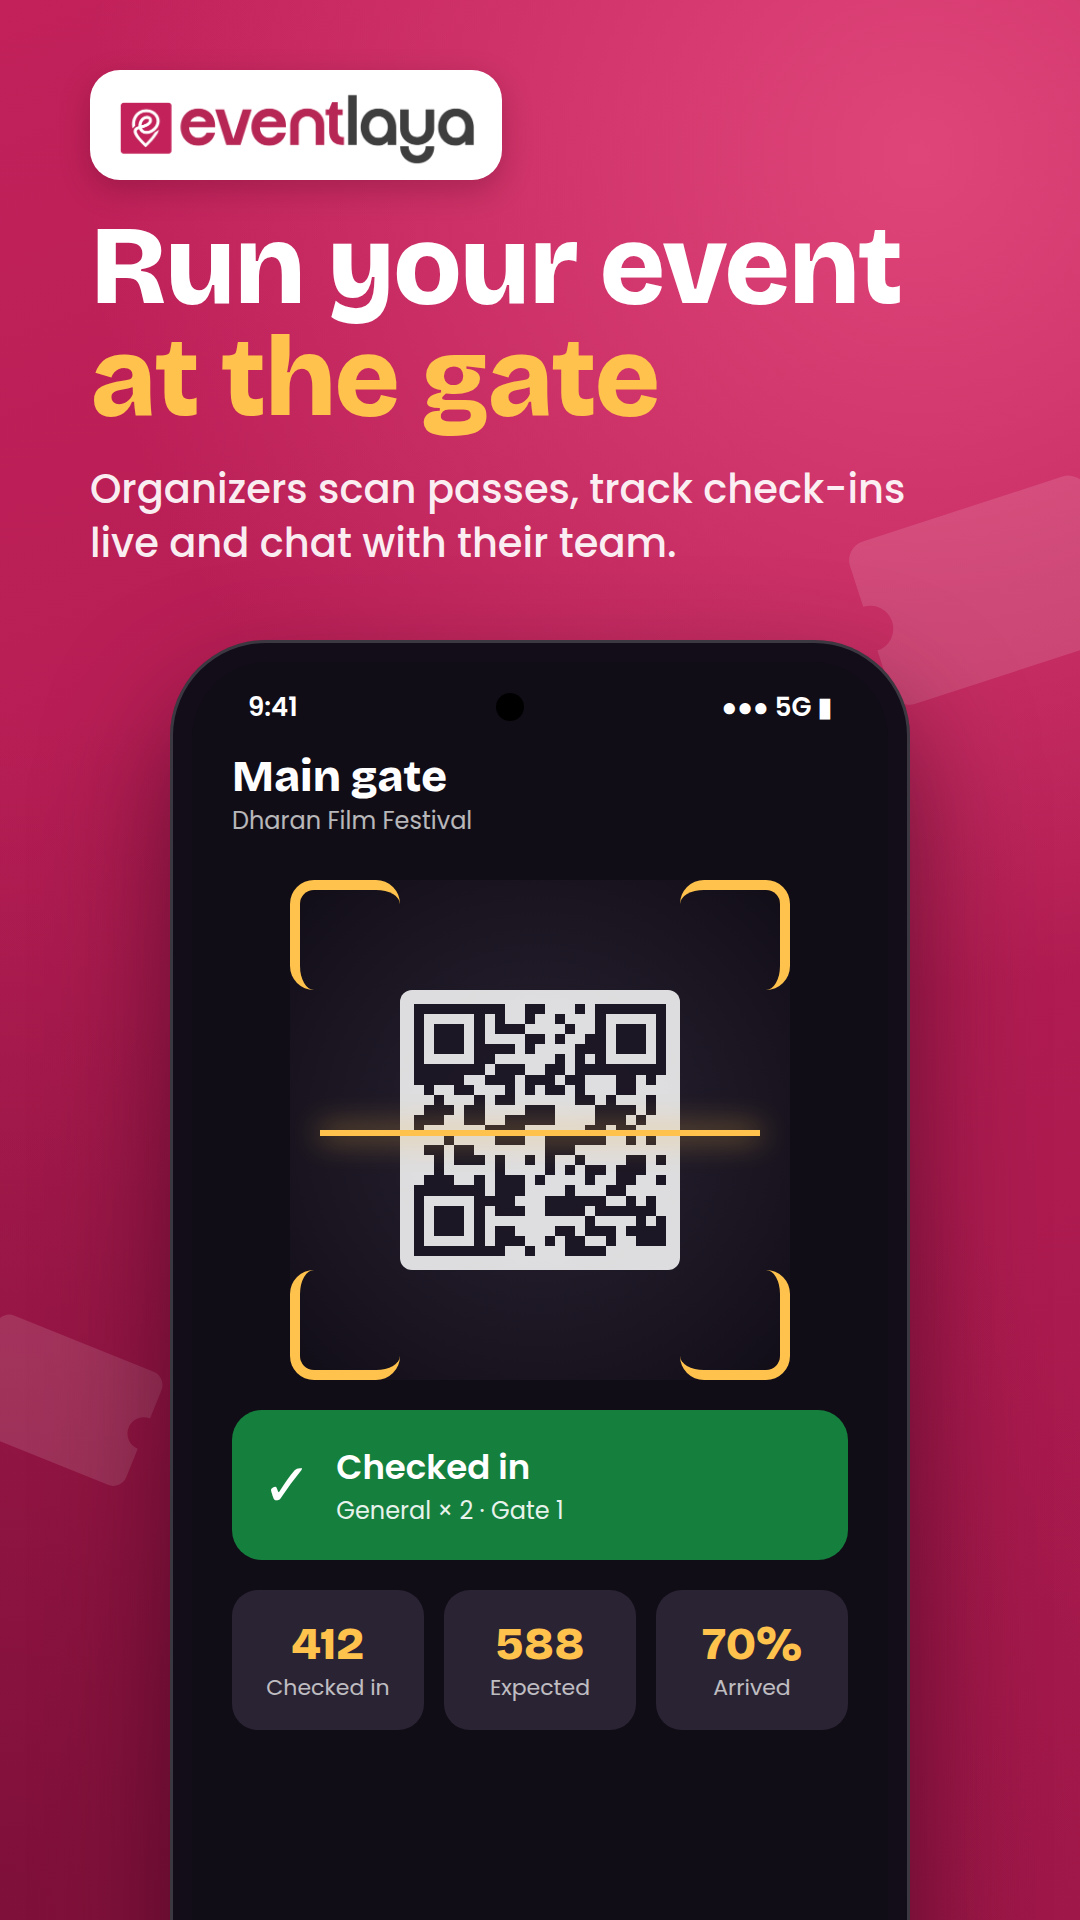 eventlaya
Run your event
at the gate
Organizers scan passes, track check-ins
live and chat with their team.
9:41
5G
Main gate
Dharan Film Festival
✓
Checked in
General × 2 · Gate 1
412
Checked in
588
Expected
70%
Arrived